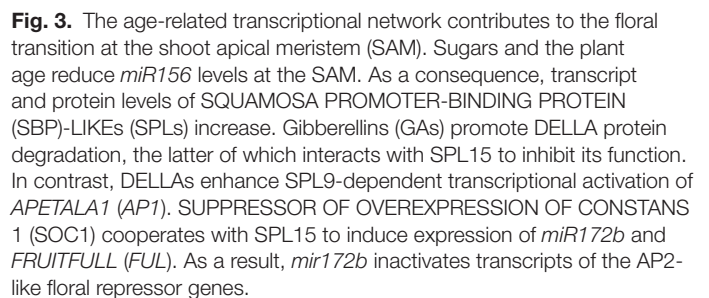 Fig. 3. The age-related transcriptional network contributes to the floral
transition at the shoot apical meristem (SAM). Sugars and the plant
age reduce miR156 levels at the SAM. As a consequence, transcript
and protein levels of SQUAMOSA PROMOTER-BINDING PROTEIN
(SBP)-LIKEs (SPLs) increase. Gibberellins (GAs) promote DELLA protein
degradation, the latter of which interacts with SPL15 to inhibit its function.
In contrast, DELLAs enhance SPL9-dependent transcriptional activation of
APETALA1 (AP1). SUPPRESSOR OF OVEREXPRESSION OF CONSTANS
1 (SOC1) cooperates with SPL15 to induce expression of miR172b and
FRUITFULL (FUL). As a result, mir172b inactivates transcripts of the AP2-
like floral repressor genes.